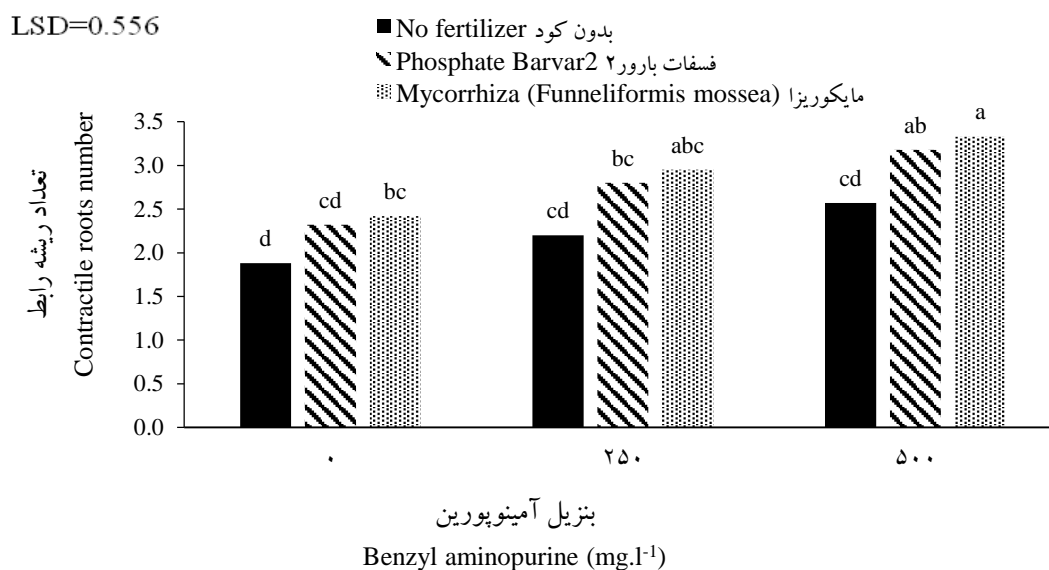 LSD=0.556
No fertilizer بدون کود
Phosphate Barvar2 فسفات بارور۲
Mycorrhiza (Funneliformis mossea) مایکوریزا
تعداد ریشه رابط
Contractile roots number
3.5
3.0
2.5
2.0
1.5
1.0
0.5
0.0
d
cd
bc
cd
bc
abc
cd
ab
a
۰
۲۵۰
۵۰۰
بنزیل آمینوپورین
Benzyl aminopurine (mg.l-1)